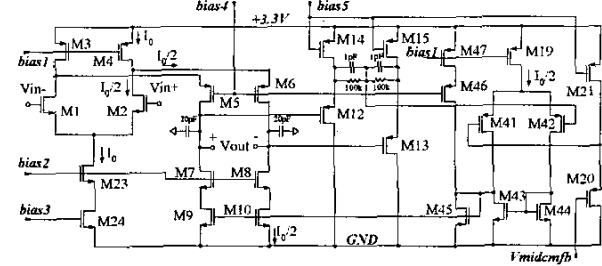 bias4 bias5
+3.3V
M3 I₀ M14 M15 bias1 M47 M19
bias1 M4 I₀/2 1pF 1pF I₀/2
Vin- I₀/2 Vin+ M6 100k 100k M46 M21
M1 M2 M5 M12 M41 M42
20pF + Vout - 20pF M13
I₀
bias2 M7 M8 M20
M23
bias3 M9 M10 M45 M43 M44
M24 I₀/2 GND
Vmidcmfb